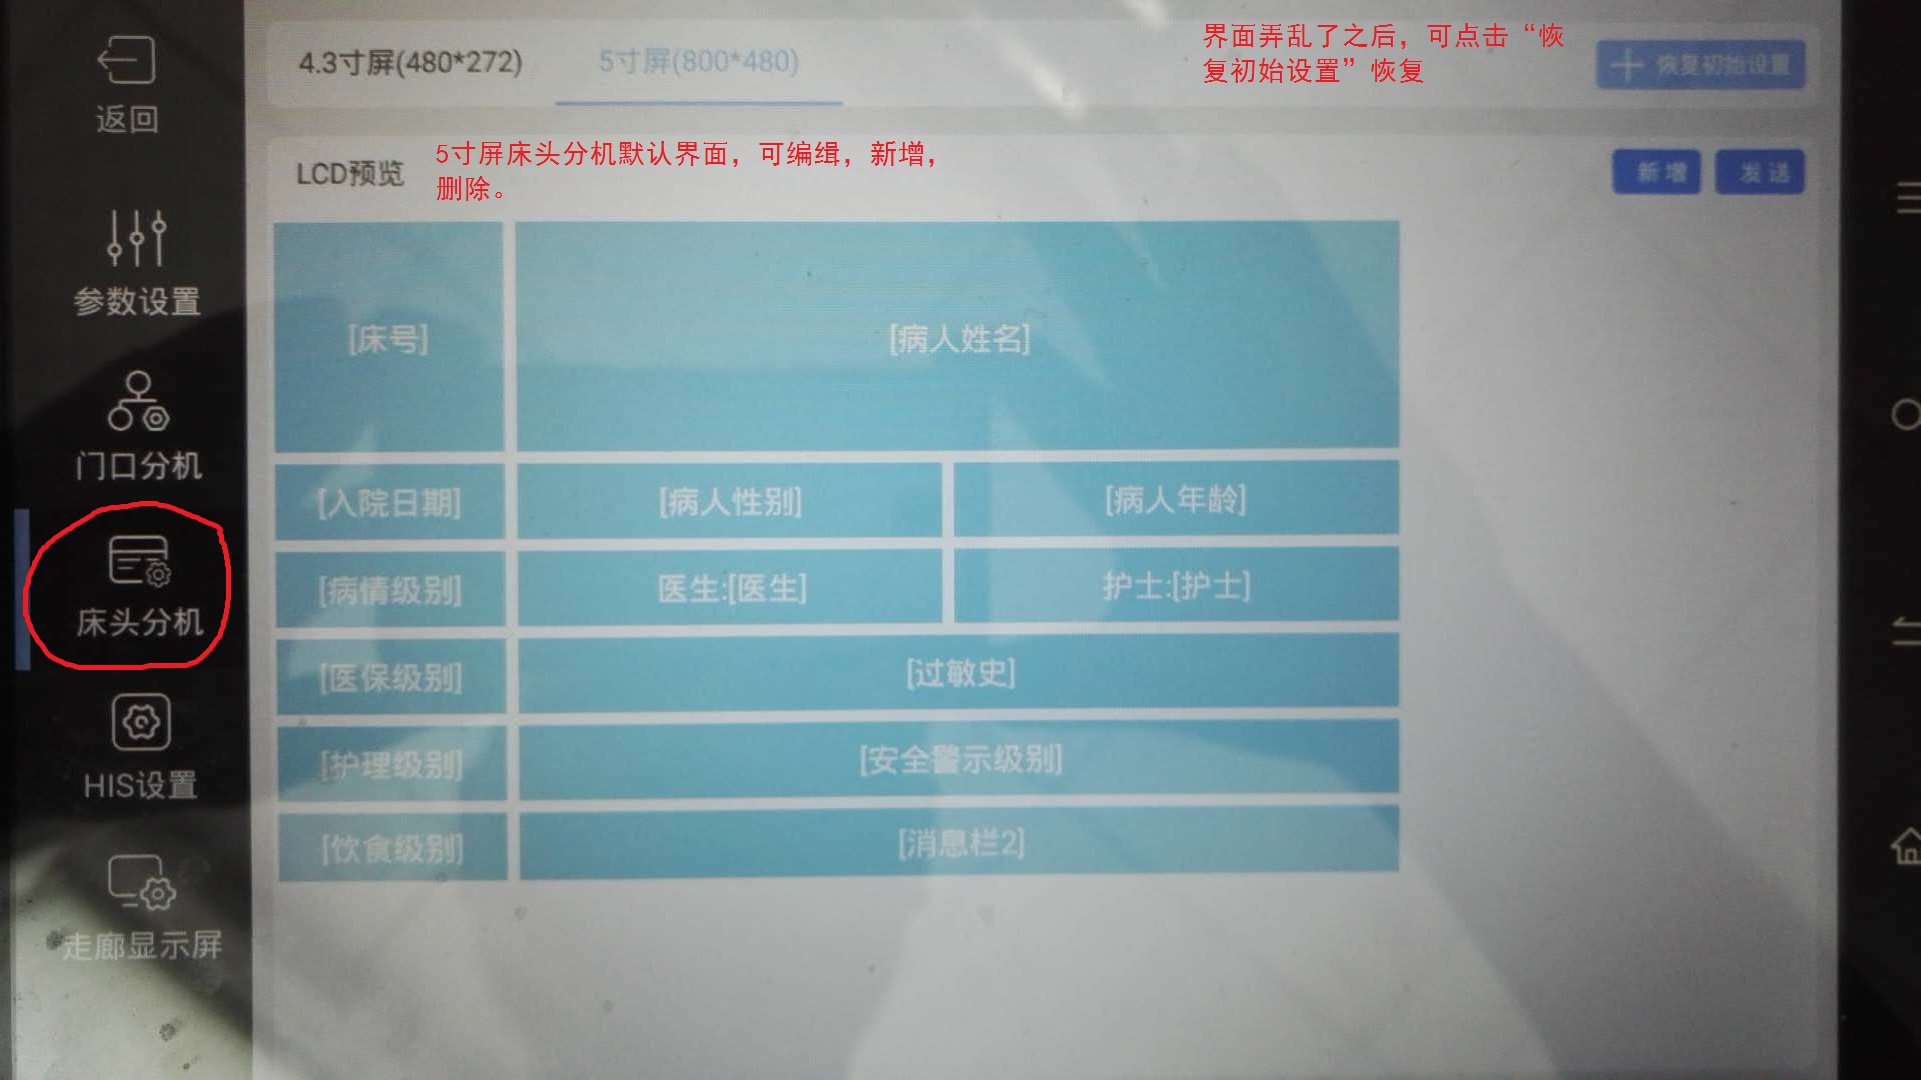 返回
参数设置
门口分机
床头分机
HIS设置
走廊显示屏
4.3寸屏(480*272)
5寸屏(800*480)
界面弄乱了之后，可点击“恢
复初始设置”恢复
恢复初始设置
LCD预览
5寸屏床头分机默认界面，可编缉，新增，
删除。
新增
发送
[床号]
[病人姓名]
[入院日期]
[病人性别]
[病人年龄]
[病情级别]
医生:[医生]
护士:[护士]
[医保级别]
[过敏史]
[护理级别]
[安全警示级别]
[饮食级别]
[消息栏2]